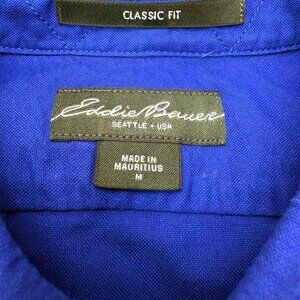 CLASSIC FIT
Eddie Bauer
SEATTLE • USA
MADE IN
MAURITIUS
M